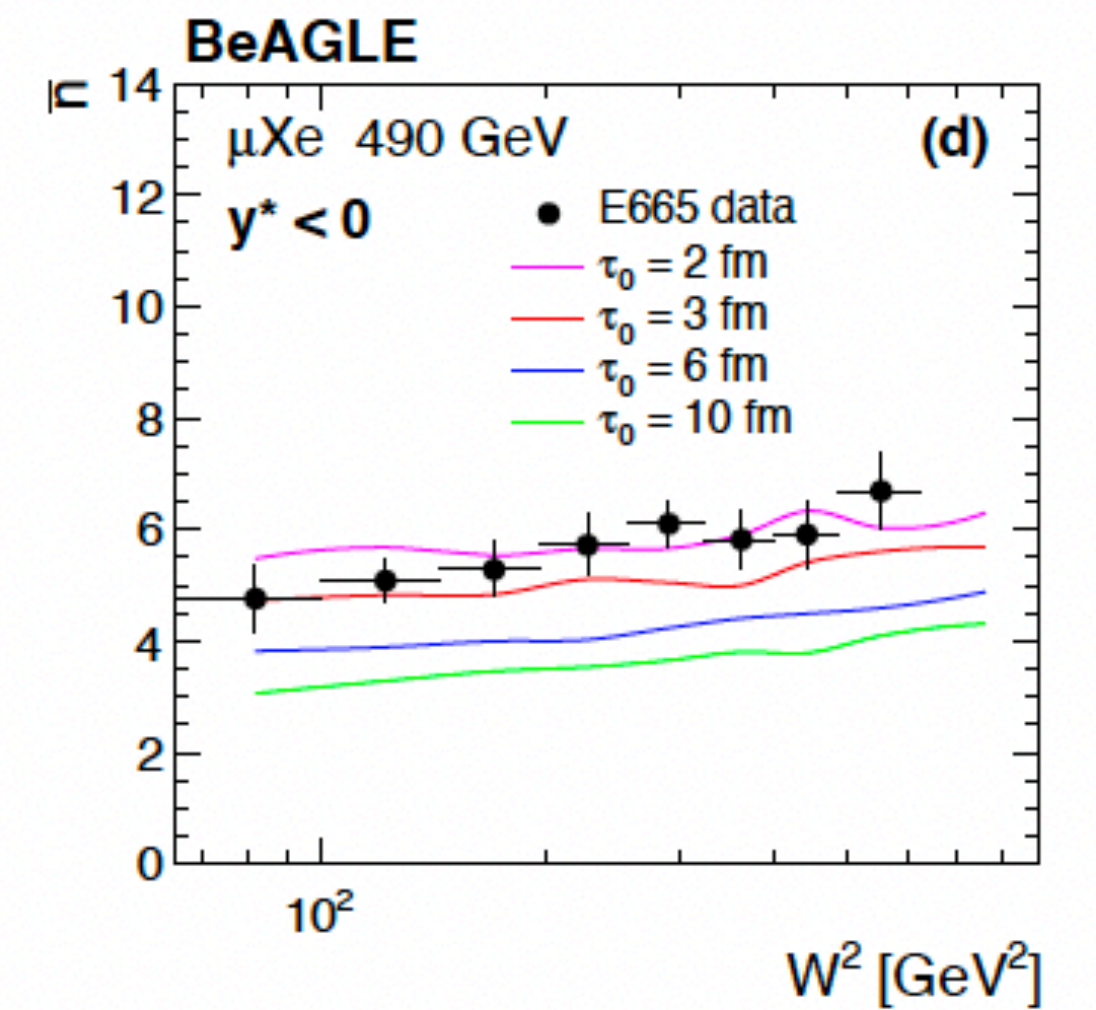 BeAGLE
n̅
14
12
10
8
6
4
2
0
μXe 490 GeV
(d)
y* < 0
E665 data
τ₀ = 2 fm
τ₀ = 3 fm
τ₀ = 6 fm
τ₀ = 10 fm
10²
W² [GeV²]